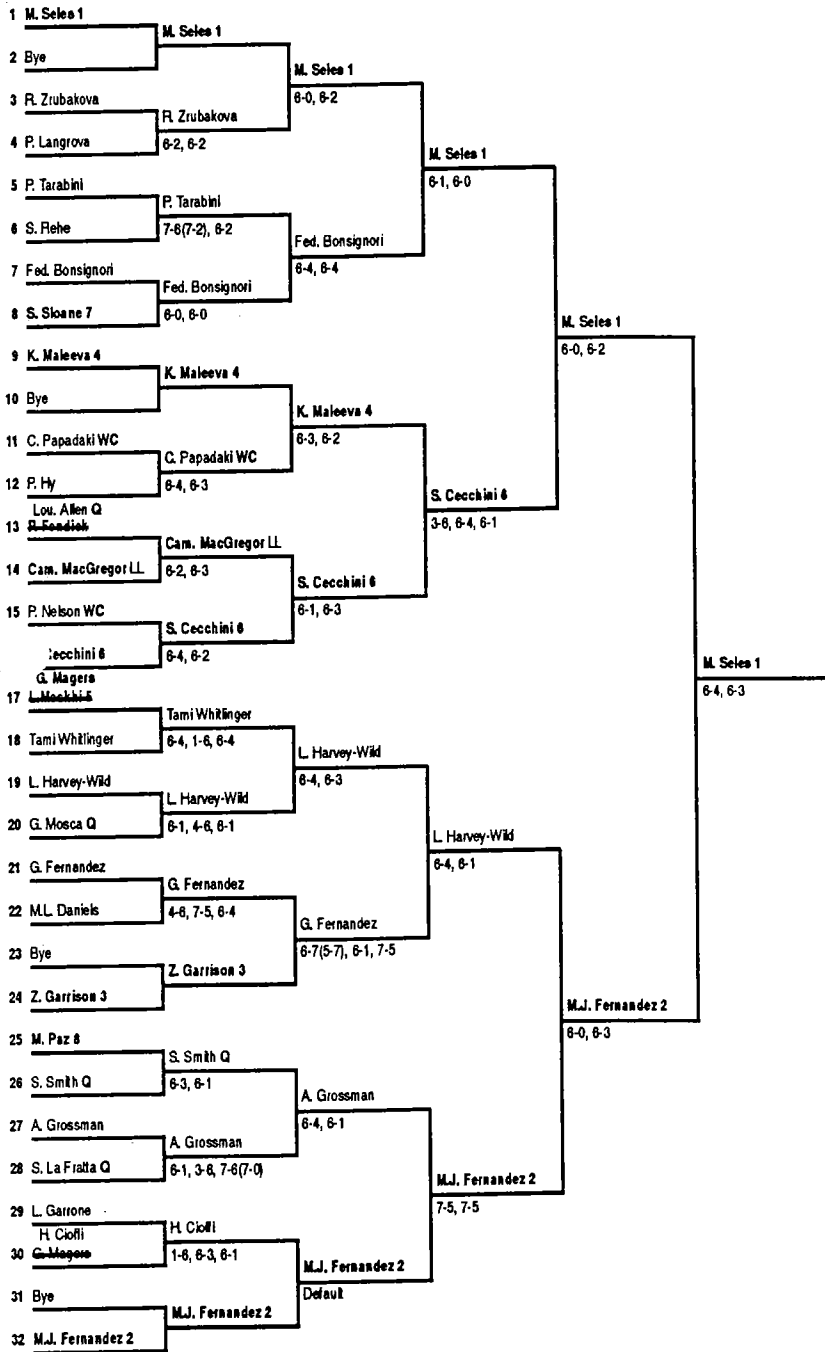 1 M. Seles 1
M. Seles 1
2 Bye
M. Seles 1
6-0, 6-2
3 R. Zrubakova
R. Zrubakova
6-2, 6-2
4 P. Langrova
M. Seles 1
6-1, 6-0
5 P. Tarabini
P. Tarabini
7-6(7-2), 6-2
6 S. Rehe
Fed. Bonsignori
6-4, 6-4
7 Fed. Bonsignori
Fed. Bonsignori
6-0, 6-0
8 S. Sloane 7
M. Seles 1
6-0, 6-2
9 K. Maleeva 4
K. Maleeva 4
10 Bye
K. Maleeva 4
6-3, 6-2
11 C. Papadaki WC
C. Papadaki WC
6-4, 6-3
12 P. Hy
S. Cecchini 6
3-6, 6-4, 6-1
Lou. Allen Q
13 P. Fendick
Cam. MacGregor LL
6-2, 6-3
14 Cam. MacGregor LL
S. Cecchini 6
6-1, 6-3
15 P. Nelson WC
S. Cecchini 6
6-4, 6-2
ecchini 6
M. Seles 1
6-4, 6-3
G. Magers
17 L. Meskhi 5
Tami Whitlinger
6-4, 1-6, 6-4
18 Tami Whitlinger
L. Harvey-Wild
6-4, 6-3
19 L. Harvey-Wild
L. Harvey-Wild
6-1, 4-6, 6-1
20 G. Mosca Q
L. Harvey-Wild
6-4, 6-1
21 G. Fernandez
G. Fernandez
4-6, 7-5, 6-4
22 M.L. Daniels
G. Fernandez
6-7(5-7), 6-1, 7-5
23 Bye
Z. Garrison 3
24 Z. Garrison 3
M.J. Fernandez 2
6-0, 6-3
25 M. Paz 8
S. Smith Q
6-3, 6-1
26 S. Smith Q
A. Grossman
6-4, 6-1
27 A. Grossman
A. Grossman
6-1, 3-6, 7-6(7-0)
28 S. La Fratta Q
M.J. Fernandez 2
7-5, 7-5
29 L. Garrone
H. Cioffi
1-6, 6-3, 6-1
H. Cioffi
30 G. Magers
M.J. Fernandez 2
Default
31 Bye
M.J. Fernandez 2
32 M.J. Fernandez 2